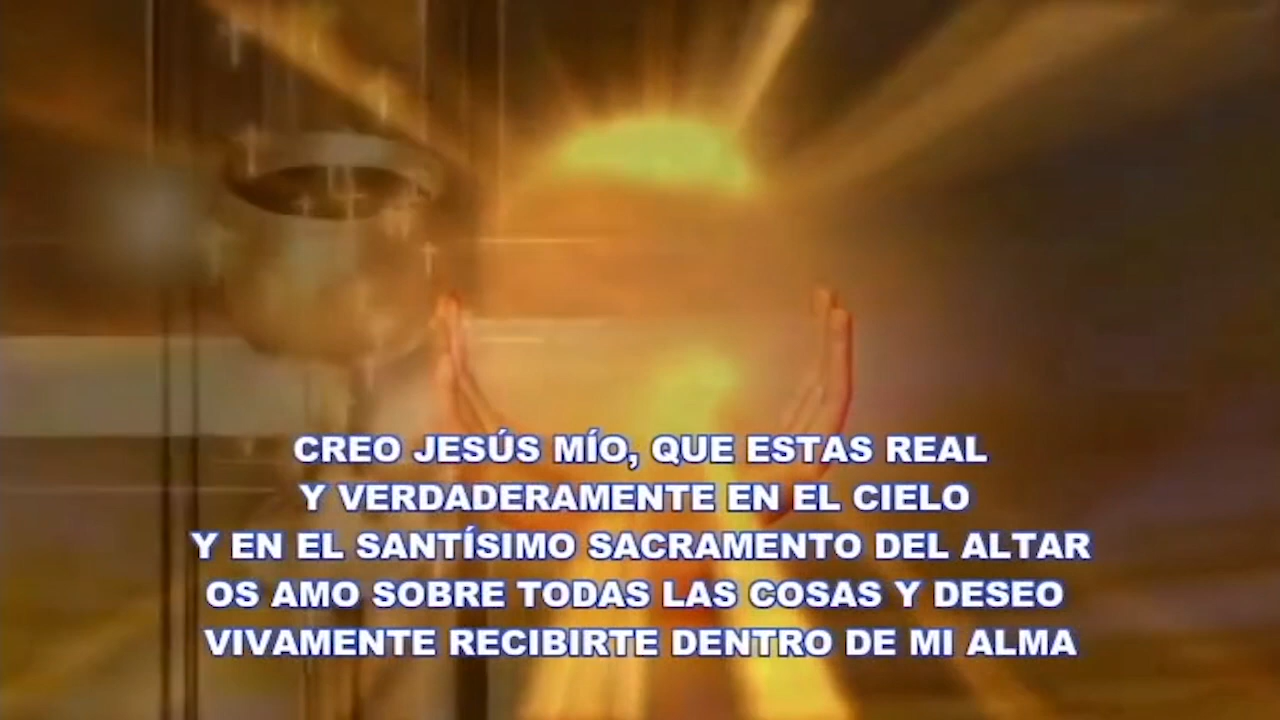 CREO JESÚS MÍO, QUE ESTAS REAL
Y VERDADERAMENTE EN EL CIELO
Y EN EL SANTÍSIMO SACRAMENTO DEL ALTAR
OS AMO SOBRE TODAS LAS COSAS Y DESEO
VIVAMENTE RECIBIRTE DENTRO DE MI ALMA